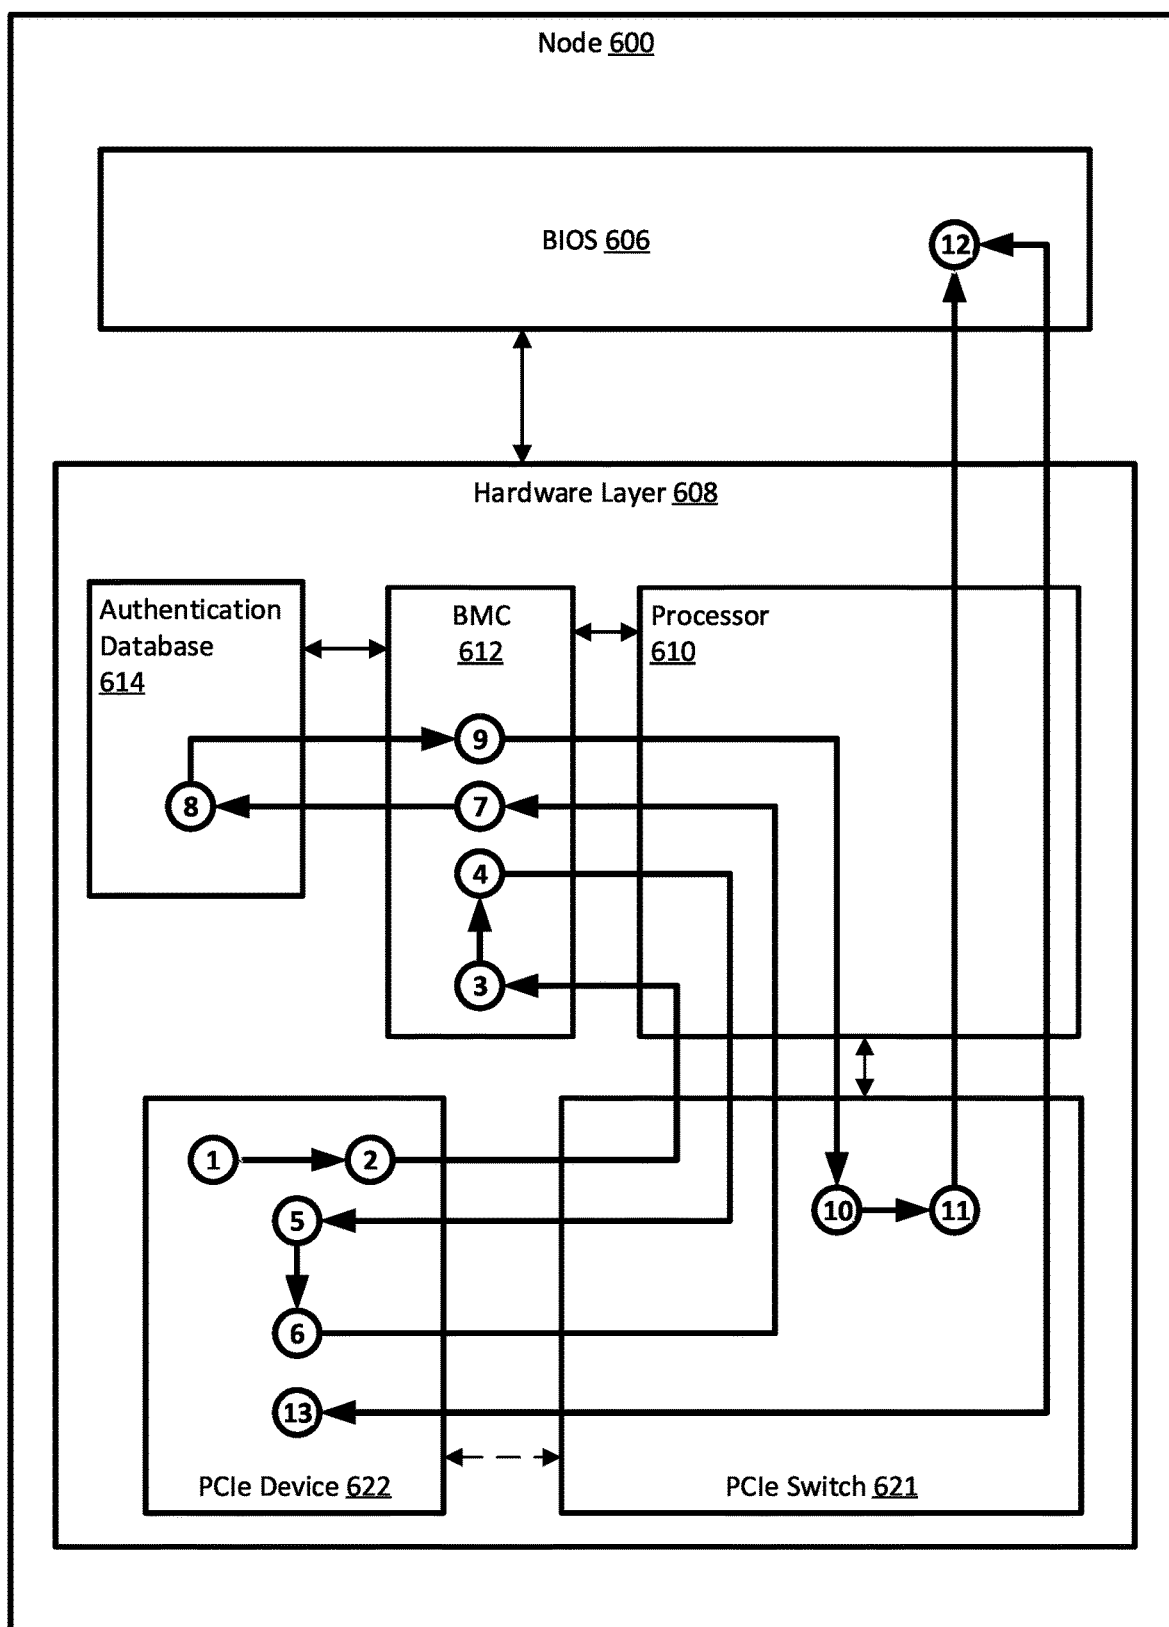 Node 600
BIOS 606
12
Hardware Layer 608
Authentication
Database
614
BMC
612
Processor
610
9
8
7
4
3
1
2
5
10
11
6
13
PCIe Device 622
PCIe Switch 621